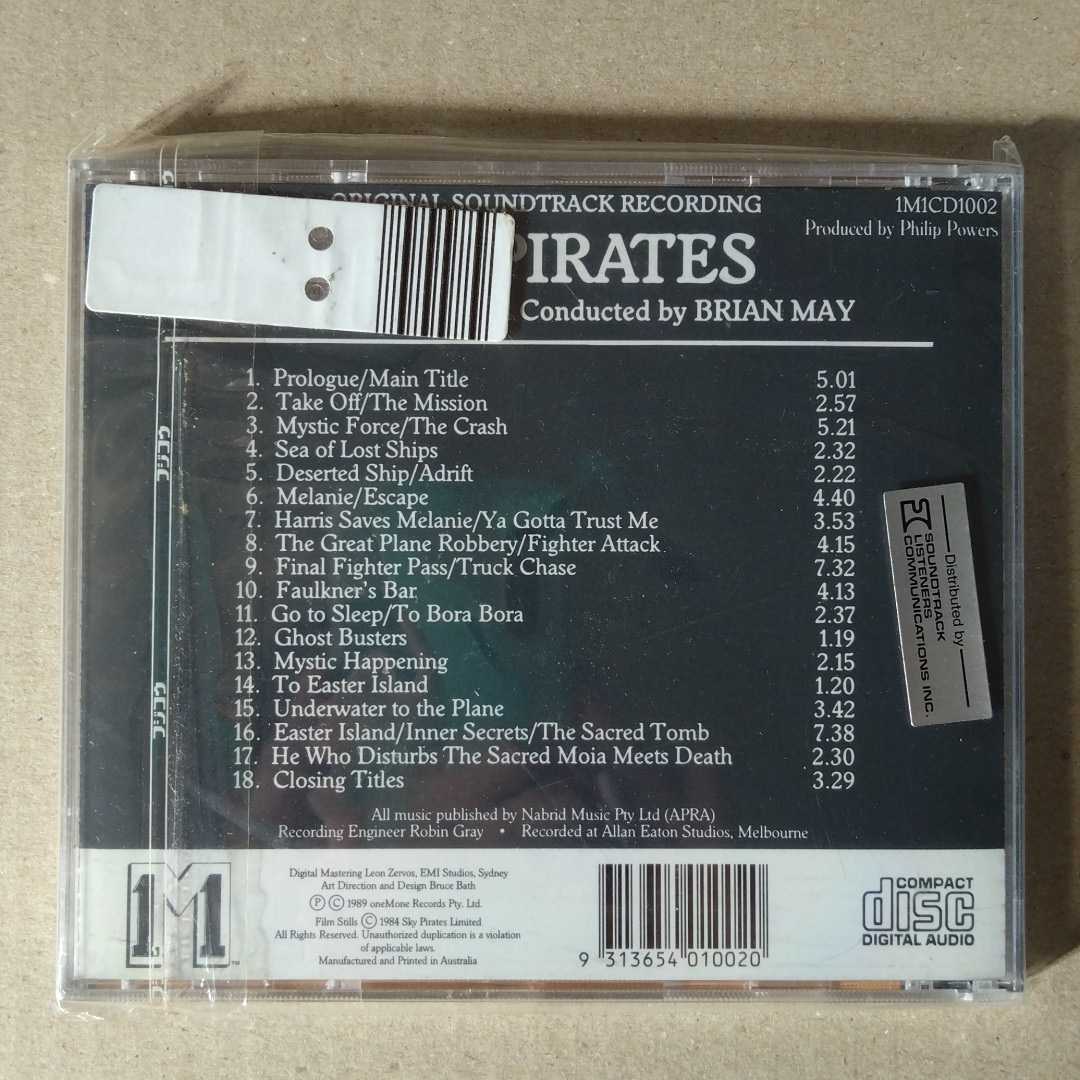 ORIGINAL SOUNDTRACK RECORDING
1M1CD1002
Produced by Philip Powers
PIRATES
Conducted by BRIAN MAY
1. Prologue/Main Title 5.01
2. Take Off/The Mission 2.57
3. Mystic Force/The Crash 5.21
4. Sea of Lost Ships 2.32
5. Deserted Ship/Adrift 2.22
6. Melanie/Escape 4.40
7. Harris Saves Melanie/Ya Gotta Trust Me 3.53
8. The Great Plane Robbery/Fighter Attack 4.15
9. Final Fighter Pass/Truck Chase 7.32
10. Faulkner's Bar 4.13
11. Go to Sleep/To Bora Bora 2.37
12. Ghost Busters 1.19
13. Mystic Happening 2.15
14. To Easter Island 1.20
15. Underwater to the Plane 3.42
16. Easter Island/Inner Secrets/The Sacred Tomb 7.38
17. He Who Disturbs The Sacred Moia Meets Death 2.30
18. Closing Titles 3.29
All music published by Nabrid Music Pty Ltd (APRA)
Recording Engineer Robin Gray • Recorded at Allan Eaton Studios, Melbourne
Distributed by
SOUNDTRACK
LISTENERS
COMMUNICATIONS INC.
フジコウ
フジコウ
1M1 ™
Digital Mastering Leon Zervos, EMI Studios, Sydney
Art Direction and Design Bruce Bath
Ⓟ Ⓒ 1989 oneMone Records Pty. Ltd.
Film Stills Ⓒ 1984 Sky Pirates Limited
All Rights Reserved. Unauthorized duplication is a violation
of applicable laws.
Manufactured and Printed in Australia
9 313654 010020
COMPACT
disc
DIGITAL AUDIO